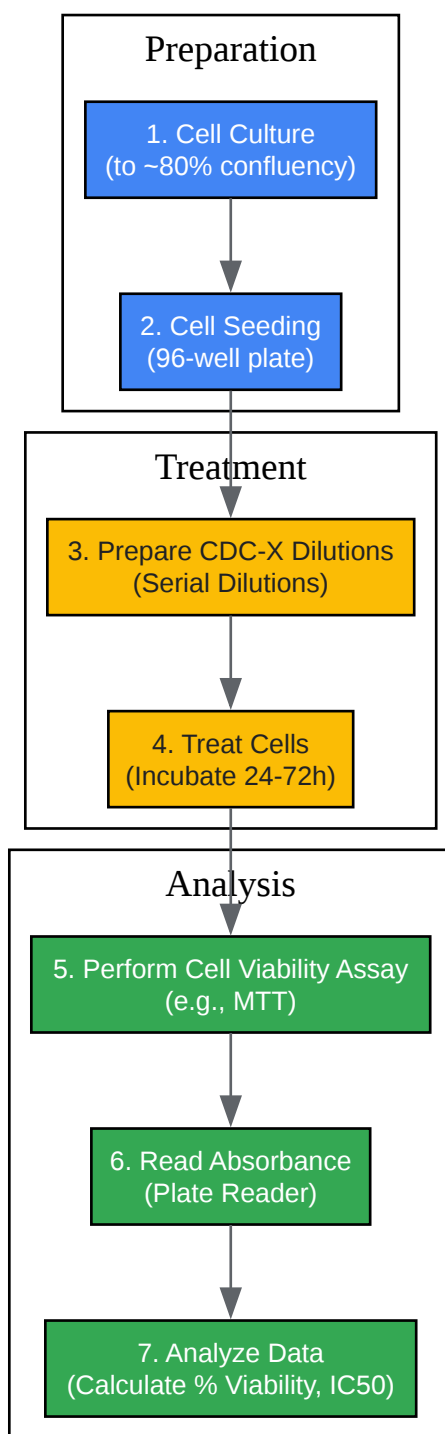 Preparation
1. Cell Culture
(to ~80% confluency)
2. Cell Seeding
(96-well plate)
Treatment
3. Prepare CDC-X Dilutions
(Serial Dilutions)
4. Treat Cells
(Incubate 24-72h)
Analysis
5. Perform Cell Viability Assay
(e.g., MTT)
6. Read Absorbance
(Plate Reader)
7. Analyze Data
(Calculate % Viability, IC50)